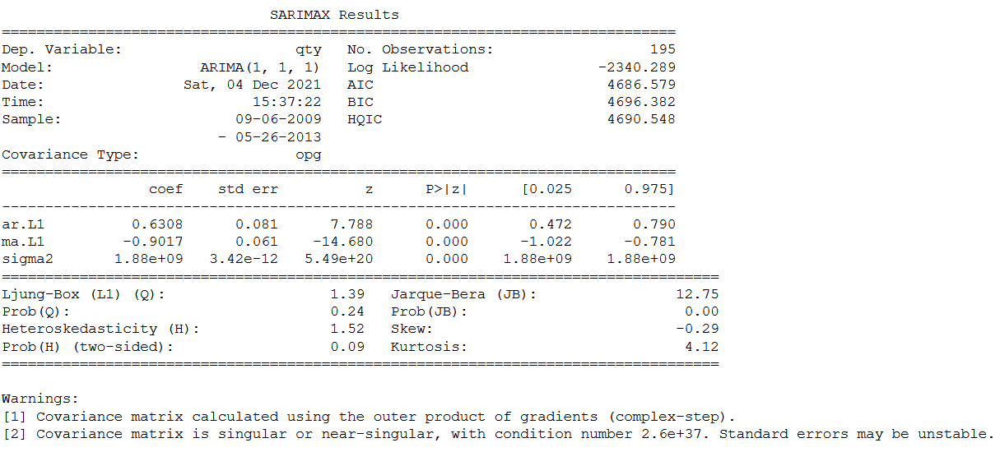 SARIMAX Results
==============================================================================
Dep. Variable:                    qty   No. Observations:                  195
Model:                 ARIMA(1, 1, 1)   Log Likelihood               -2340.289
Date:                Sat, 04 Dec 2021   AIC                           4686.579
Time:                        15:37:22   BIC                           4696.382
Sample:                    09-06-2009   HQIC                          4690.548
                         - 05-26-2013
Covariance Type:                  opg
==============================================================================
                 coef    std err          z      P>|z|      [0.025      0.975]
------------------------------------------------------------------------------
ar.L1          0.6308      0.081      7.788      0.000       0.472       0.790
ma.L1         -0.9017      0.061    -14.680      0.000      -1.022      -0.781
sigma2       1.88e+09   3.42e-12   5.49e+20      0.000    1.88e+09    1.88e+09
===================================================================================
Ljung-Box (L1) (Q):                   1.39   Jarque-Bera (JB):                12.75
Prob(Q):                              0.24   Prob(JB):                         0.00
Heteroskedasticity (H):               1.52   Skew:                            -0.29
Prob(H) (two-sided):                  0.09   Kurtosis:                         4.12
===================================================================================
Warnings:
[1] Covariance matrix calculated using the outer product of gradients (complex-step).
[2] Covariance matrix is singular or near-singular, with condition number 2.6e+37. Standard errors may be unstable.